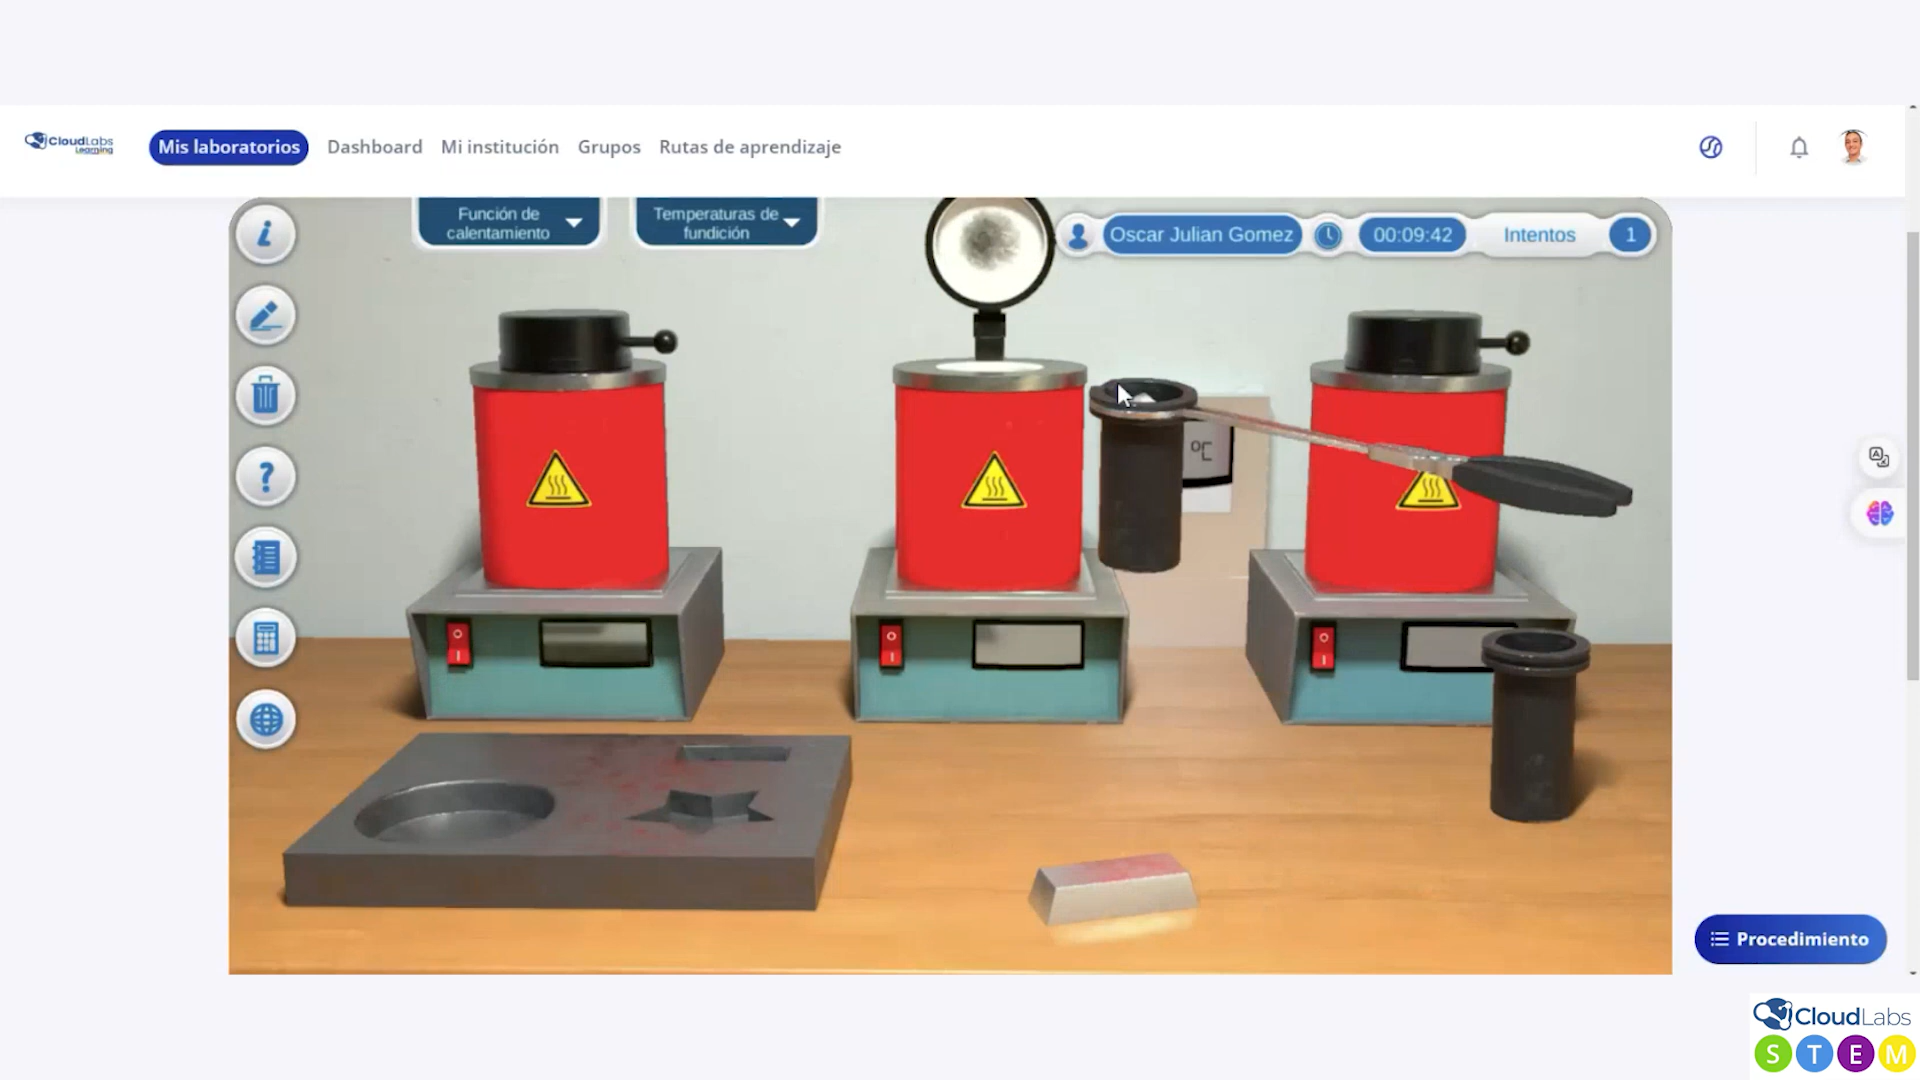 CloudLabs
Learning
Mis laboratorios
Dashboard
Mi institución
Grupos
Rutas de aprendizaje
Función de
calentamiento
Temperaturas de
fundición
Oscar Julian Gomez
00:09:42
Intentos
1
ºC
Procedimiento
CloudLabs
S T E M